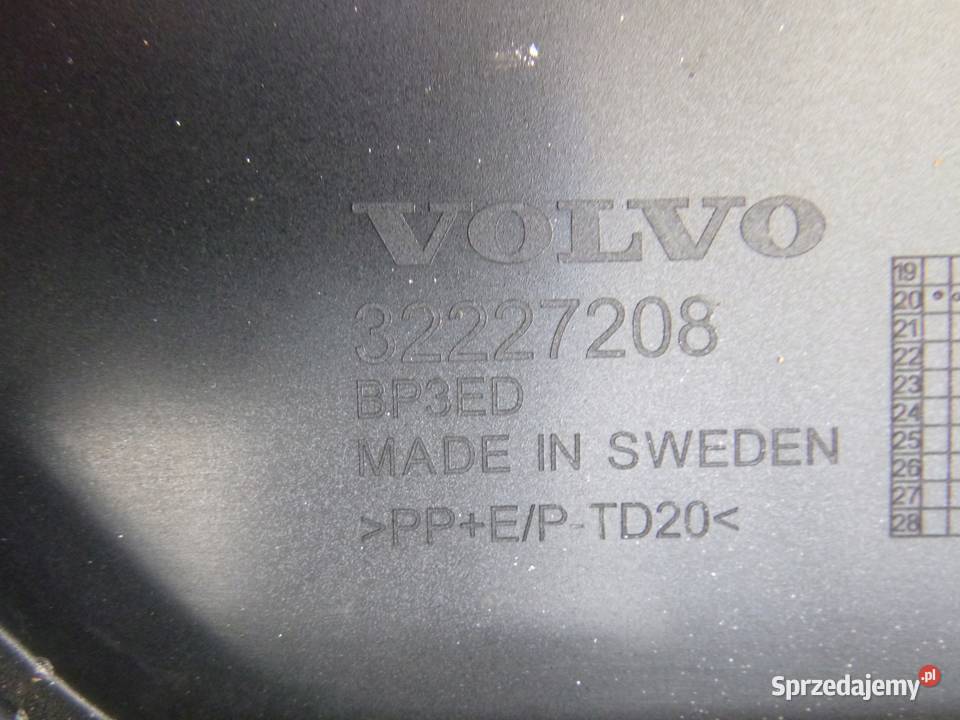 VOLVO
32227208
BP3ED
MADE IN SWEDEN
>PP+E/P-TD20<
19
20
21
22
23
24
25
26
27
28
Sprzedajemy.pl